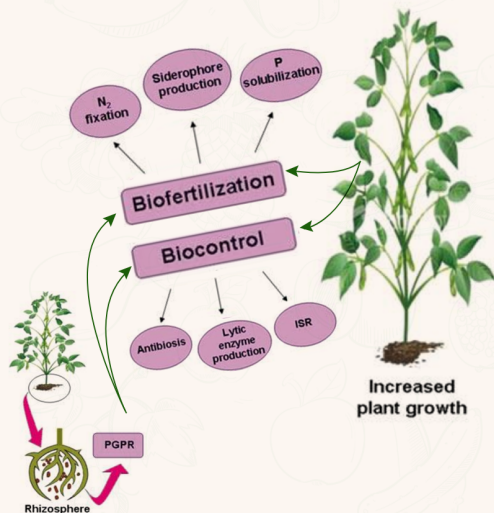 N₂
fixation
Siderophore
production
P
solubilization
Biofertilization
Biocontrol
Antibiosis
Lytic
enzyme
production
ISR
Increased
plant growth
PGPR
Rhizosphere